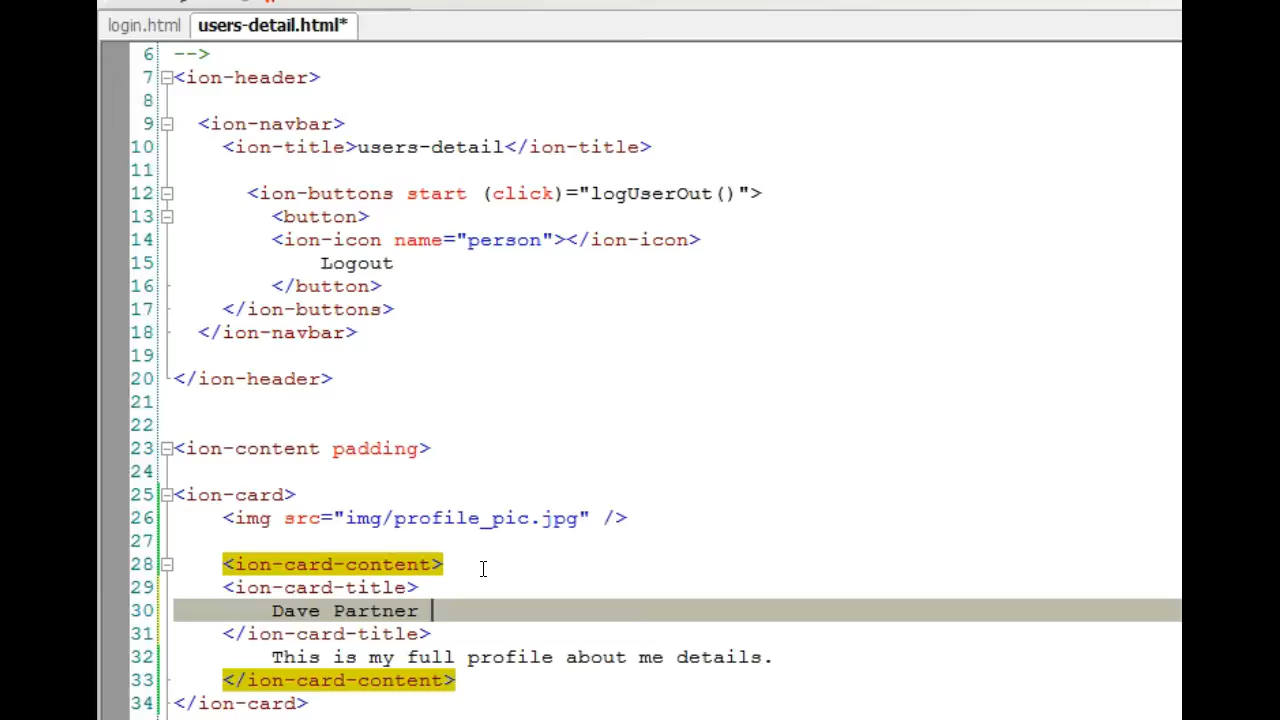 login.html users-detail.html*
6 -->
7 <ion-header>
8
9 <ion-navbar>
10 <ion-title>users-detail</ion-title>
11
12 <ion-buttons start (click)="logUserOut()">
13 <button>
14 <ion-icon name="person"></ion-icon>
15 Logout
16 </button>
17 </ion-buttons>
18 </ion-navbar>
19
20 </ion-header>
21
22
23 <ion-content padding>
24
25 <ion-card>
26 <img src="img/profile_pic.jpg" />
27
28 <ion-card-content>
29 <ion-card-title>
30 Dave Partner
31 </ion-card-title>
32 This is my full profile about me details.
33 </ion-card-content>
34 </ion-card>